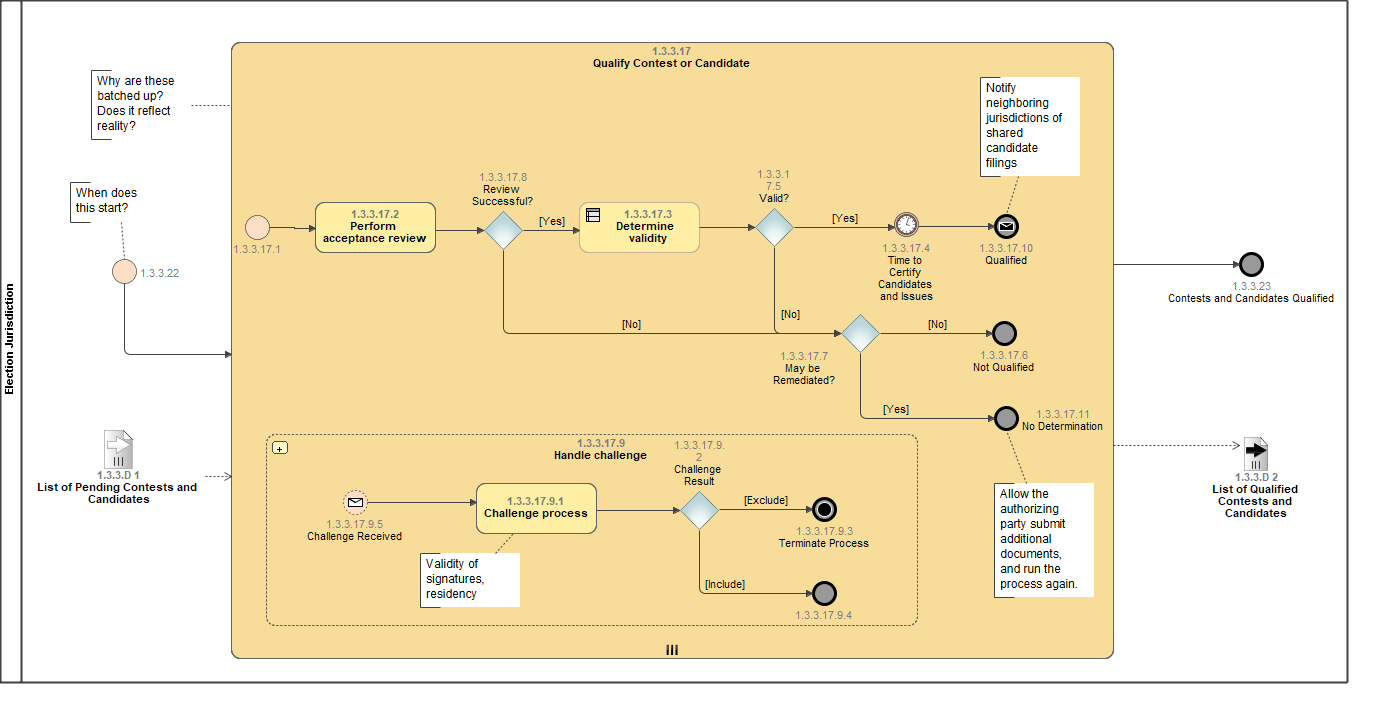 Election Jurisdiction
1.3.3.17
Qualify Contest or Candidate
Why are these
batched up?
Does it reflect
reality?
Notify
neighboring
jurisdictions of
shared
candidate
filings
When does
this start?
1.3.3.22
1.3.3.17.1
1.3.3.17.2
Perform
acceptance review
1.3.3.17.8
Review
Successful?
[Yes]
1.3.3.17.3
Determine
validity
1.3.3.1
7.5
Valid?
[Yes]
1.3.3.17.4
Time to
Certify
Candidates
and Issues
1.3.3.17.10
Qualified
1.3.3.23
Contests and Candidates Qualified
[No]
[No]
1.3.3.17.7
May be
Remediated?
[No]
1.3.3.17.6
Not Qualified
[Yes]
1.3.3.17.11
No Determination
1.3.3.D 1
List of Pending Contests and
Candidates
1.3.3.17.9
Handle challenge
1.3.3.17.9.5
Challenge Received
1.3.3.17.9.1
Challenge process
Validity of
signatures,
residency
1.3.3.17.9.
2
Challenge
Result
[Exclude]
1.3.3.17.9.3
Terminate Process
[Include]
1.3.3.17.9.4
Allow the
authorizing
party submit
additional
documents,
and run the
process again.
1.3.3.D 2
List of Qualified
Contests and
Candidates